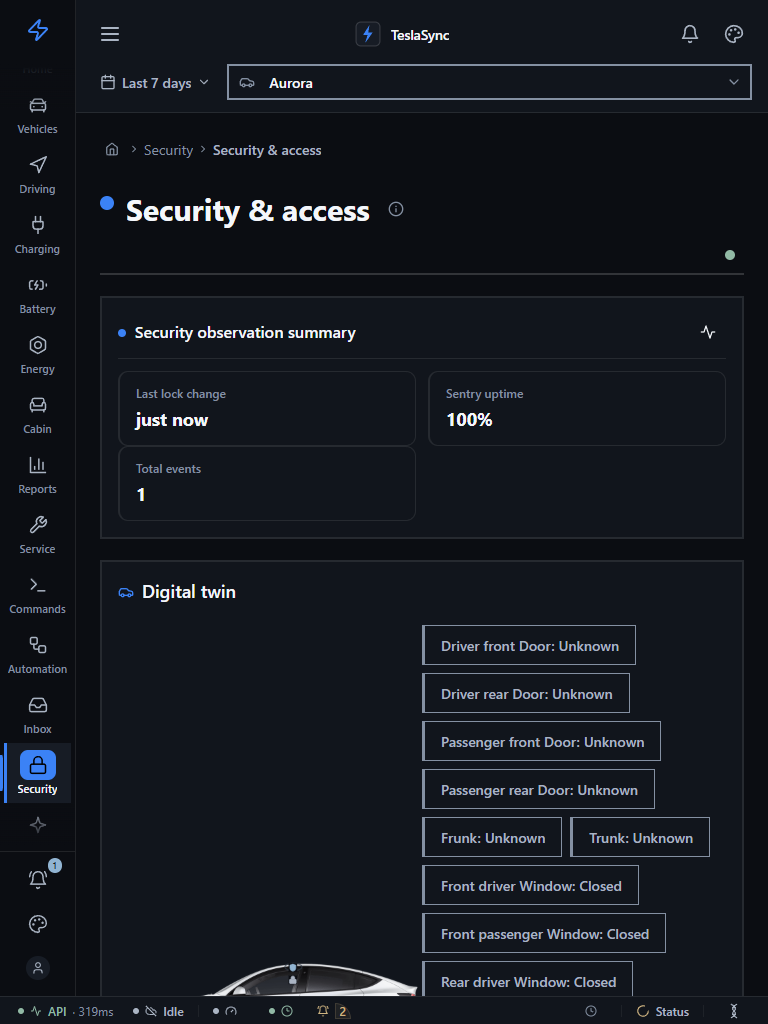 TeslaSync
Last 7 days
Aurora
Vehicles
Driving
Charging
Battery
Energy
Cabin
Reports
Service
Commands
Automation
Inbox
Security
1
Security
Security & access
Security & access
Security observation summary
Last lock change
just now
Sentry uptime
100%
Total events
1
Digital twin
Driver front Door: Unknown
Driver rear Door: Unknown
Passenger front Door: Unknown
Passenger rear Door: Unknown
Frunk: Unknown
Trunk: Unknown
Front driver Window: Closed
Front passenger Window: Closed
Rear driver Window: Closed
API · 319ms
Idle
2
Status